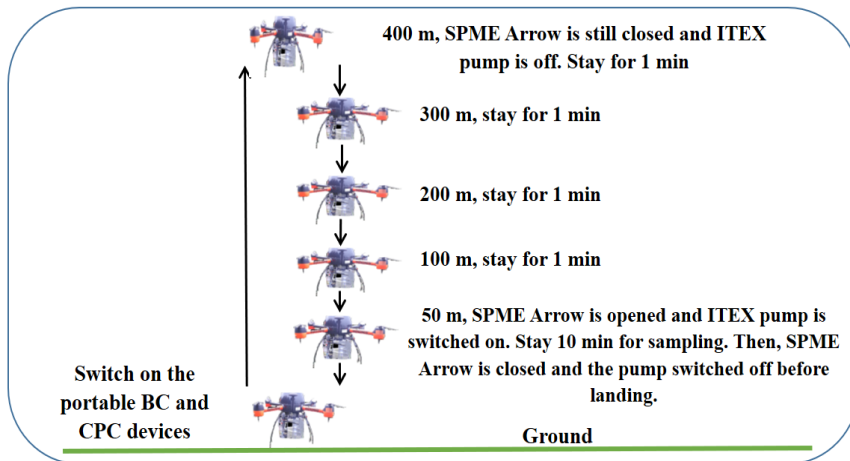 400 m, SPME Arrow is still closed and ITEX
pump is off. Stay for 1 min
300 m, stay for 1 min
200 m, stay for 1 min
100 m, stay for 1 min
50 m, SPME Arrow is opened and ITEX pump is
switched on. Stay 10 min for sampling. Then, SPME
Arrow is closed and the pump switched off before
landing.
Switch on the
portable BC and
CPC devices
Ground